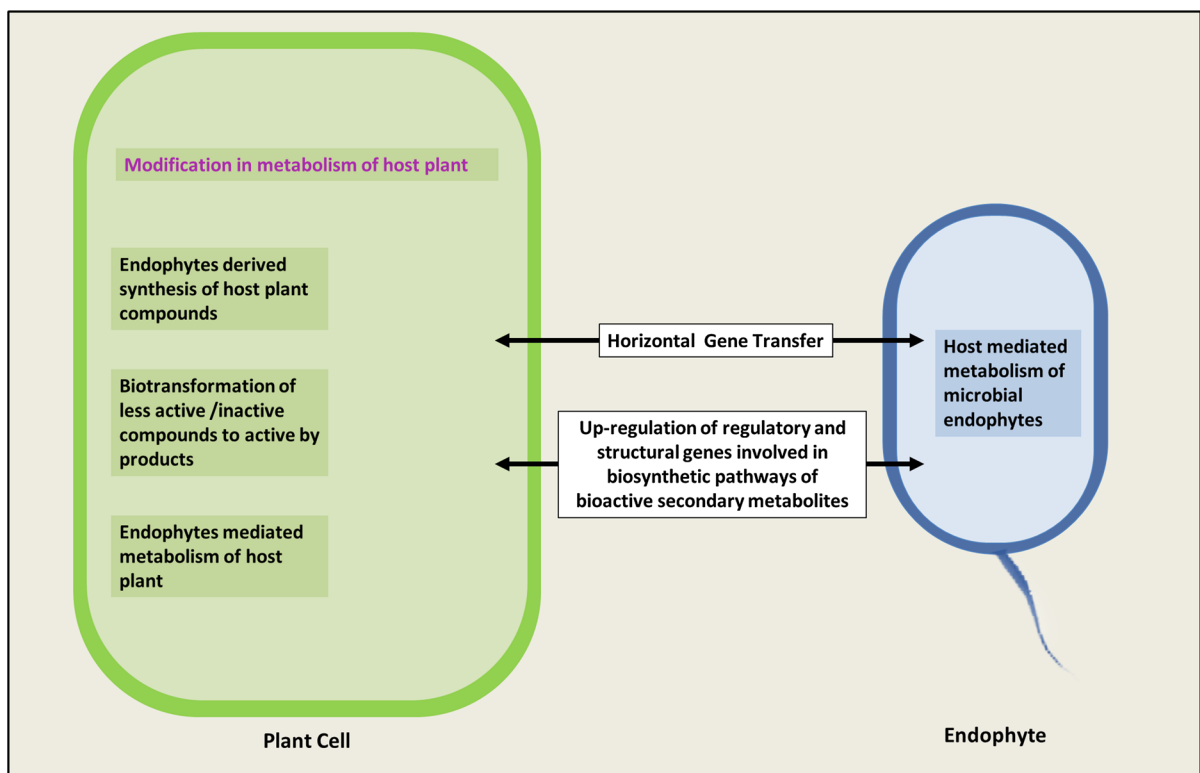 Modification in metabolism of host plant
Endophytes derived
synthesis of host plant
compounds
Biotransformation of
less active /inactive
compounds to active by
products
Endophytes mediated
metabolism of host
plant
Horizontal  Gene Transfer
Up-regulation of regulatory and
structural genes involved in
biosynthetic pathways of
bioactive secondary metabolites
Host mediated
metabolism of
microbial
endophytes
Plant Cell
Endophyte